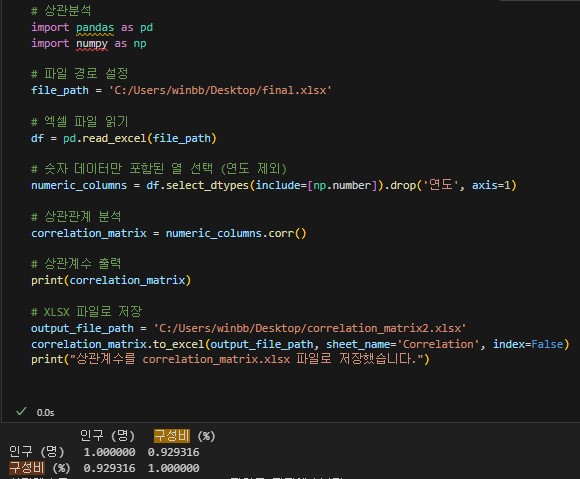 # 상관분석
import pandas as pd
import numpy as np
# 파일 경로 설정
file_path = 'C:/Users/winbb/Desktop/final.xlsx'
# 엑셀 파일 읽기
df = pd.read_excel(file_path)
# 숫자 데이터만 포함된 열 선택 (연도 제외)
numeric_columns = df.select_dtypes(include=[np.number]).drop('연도', axis=1)
# 상관관계 분석
correlation_matrix = numeric_columns.corr()
# 상관계수 출력
print(correlation_matrix)
# XLSX 파일로 저장
output_file_path = 'C:/Users/winbb/Desktop/correlation_matrix2.xlsx'
correlation_matrix.to_excel(output_file_path, sheet_name='Correlation', index=False)
print("상관계수를 correlation_matrix.xlsx 파일로 저장했습니다.")
0.0s
인구 (명) 구성비 (%)
인구 (명) 1.000000 0.929316
구성비 (%) 0.929316 1.000000